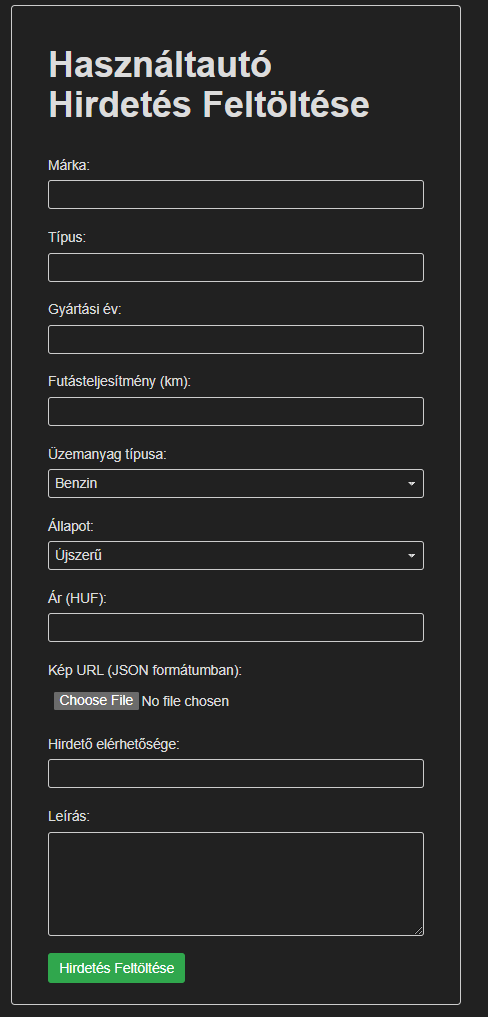 Használtautó
Hirdetés Feltöltése
Márka:
Típus:
Gyártási év:
Futásteljesítmény (km):
Üzemanyag típusa:
Benzin
Állapot:
Újszerű
Ár (HUF):
Kép URL (JSON formátumban):
Choose File No file chosen
Hirdető elérhetősége:
Leírás:
Hirdetés Feltöltése